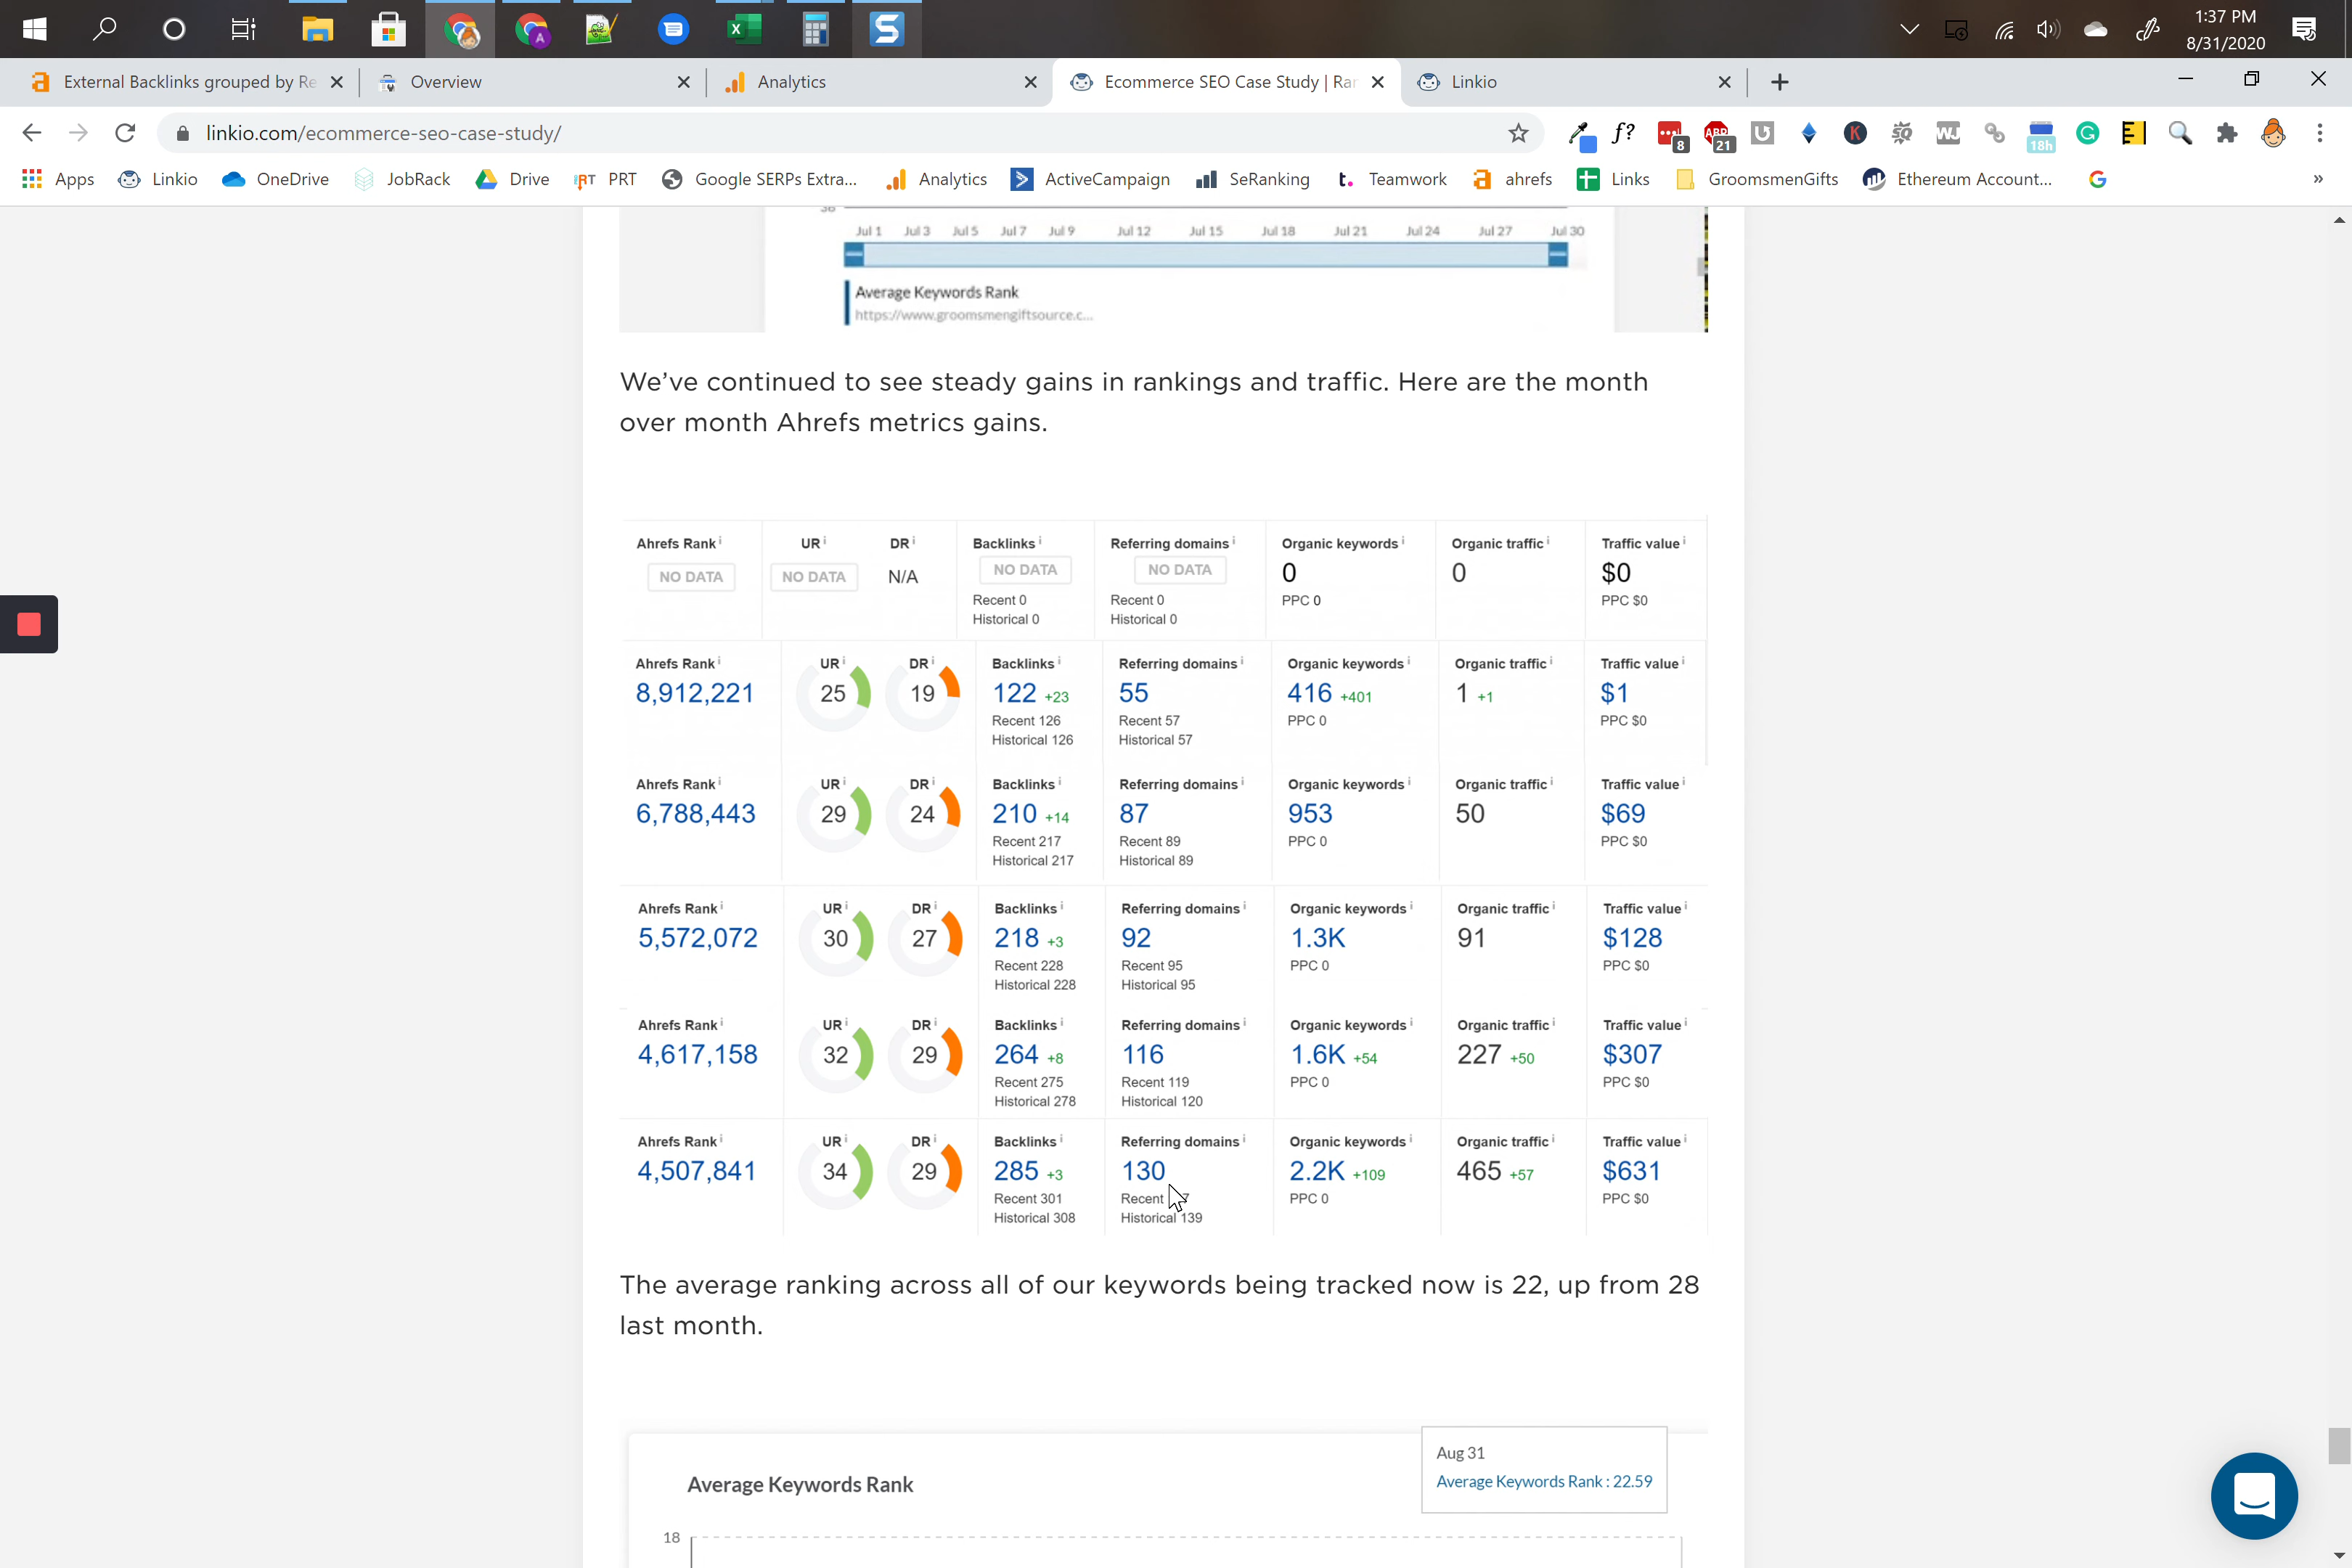 1:37 PM
8/31/2020
External Backlinks grouped by Re
Overview
Analytics
Ecommerce SEO Case Study | Ran
Linkio
linkio.com/ecommerce-seo-case-study/
f?
8
ABP
21
K
WJ
18h
Apps
Linkio
OneDrive
JobRack
Drive
PRT
Google SERPs Extra...
Analytics
ActiveCampaign
SeRanking
Teamwork
ahrefs
Links
GroomsmenGifts
Ethereum Account...
»
Jul 1 Jul 3 Jul 5 Jul 7 Jul 9 Jul 12 Jul 15 Jul 18 Jul 21 Jul 24 Jul 27 Jul 30
Average Keywords Rank
https://www.groomsmengiftsource.c...
We’ve continued to see steady gains in rankings and traffic. Here are the month
over month Ahrefs metrics gains.
Ahrefs Rank UR DR Backlinks Referring domains Organic keywords Organic traffic Traffic value
NO DATA NO DATA N/A NO DATA NO DATA 0 0 $0
Recent 0 Recent 0 PPC 0 PPC $0
Historical 0 Historical 0
Ahrefs Rank UR DR Backlinks Referring domains Organic keywords Organic traffic Traffic value
8,912,221 25 19 122 +23 55 416 +401 1 +1 $1
Recent 126 Recent 57 PPC 0 PPC $0
Historical 126 Historical 57
Ahrefs Rank UR DR Backlinks Referring domains Organic keywords Organic traffic Traffic value
6,788,443 29 24 210 +14 87 953 50 $69
Recent 217 Recent 89 PPC 0 PPC $0
Historical 217 Historical 89
Ahrefs Rank UR DR Backlinks Referring domains Organic keywords Organic traffic Traffic value
5,572,072 30 27 218 +3 92 1.3K 91 $128
Recent 228 Recent 95 PPC 0 PPC $0
Historical 228 Historical 95
Ahrefs Rank UR DR Backlinks Referring domains Organic keywords Organic traffic Traffic value
4,617,158 32 29 264 +8 116 1.6K +54 227 +50 $307
Recent 275 Recent 119 PPC 0 PPC $0
Historical 278 Historical 120
Ahrefs Rank UR DR Backlinks Referring domains Organic keywords Organic traffic Traffic value
4,507,841 34 29 285 +3 130 2.2K +109 465 +57 $631
Recent 301 Recent PPC 0 PPC $0
Historical 308 Historical 139
The average ranking across all of our keywords being tracked now is 22, up from 28
last month.
Aug 31
Average Keywords Rank : 22.59
Average Keywords Rank
18